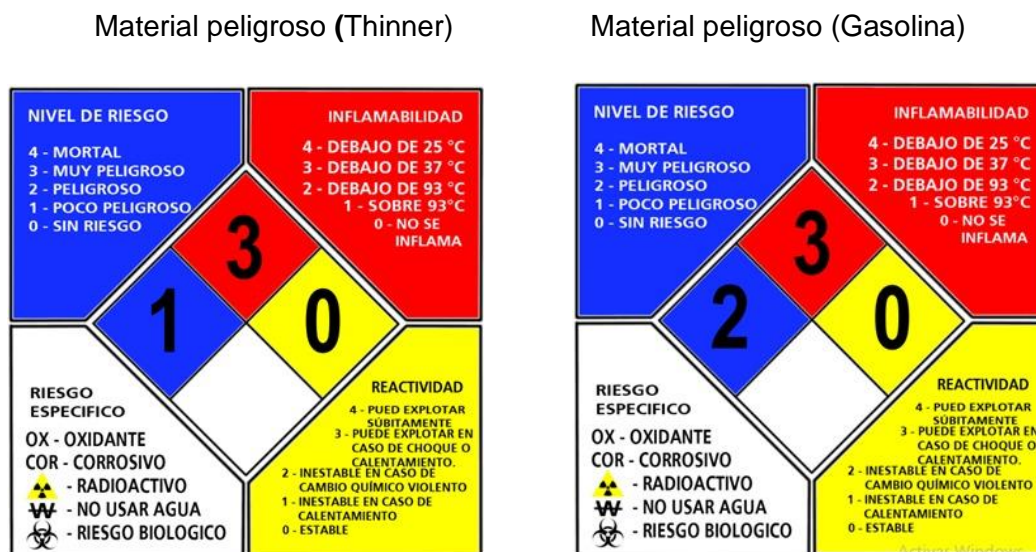 Material peligroso (Thinner)
NIVEL DE RIESGO
4 - MORTAL
3 - MUY PELIGROSO
2 - PELIGROSO
1 - POCO PELIGROSO
0 - SIN RIESGO
INFLAMABILIDAD
4 - DEBAJO DE 25 °C
3 - DEBAJO DE 37 °C
2 - DEBAJO DE 93 °C
1 - SOBRE 93°C
0 - NO SE
INFLAMA
3
1
0
RIESGO
ESPECIFICO
OX - OXIDANTE
COR - CORROSIVO
- RADIOACTIVO
W - NO USAR AGUA
- RIESGO BIOLOGICO
REACTIVIDAD
4 - PUED EXPLOTAR
SÚBITAMENTE
3 - PUEDE EXPLOTAR EN
CASO DE CHOQUE O
CALENTAMIENTO.
2 - INESTABLE EN CASO DE
CAMBIO QUÍMICO VIOLENTO
1 - INESTABLE EN CASO DE
CALENTAMIENTO
0 - ESTABLE
Material peligroso (Gasolina)
NIVEL DE RIESGO
4 - MORTAL
3 - MUY PELIGROSO
2 - PELIGROSO
1 - POCO PELIGROSO
0 - SIN RIESGO
INFLAMABILIDAD
4 - DEBAJO DE 25 °C
3 - DEBAJO DE 37 °C
2 - DEBAJO DE 93 °C
1 - SOBRE 93°C
0 - NO SE
INFLAMA
3
2
0
RIESGO
ESPECIFICO
OX - OXIDANTE
COR - CORROSIVO
- RADIOACTIVO
W - NO USAR AGUA
- RIESGO BIOLOGICO
REACTIVIDAD
4 - PUED EXPLOTAR
SÚBITAMENTE
3 - PUEDE EXPLOTAR EN
CASO DE CHOQUE O
CALENTAMIENTO.
2 - INESTABLE EN CASO DE
CAMBIO QUÍMICO VIOLENTO
1 - INESTABLE EN CASO DE
CALENTAMIENTO
0 - ESTABLE
Activar Windows